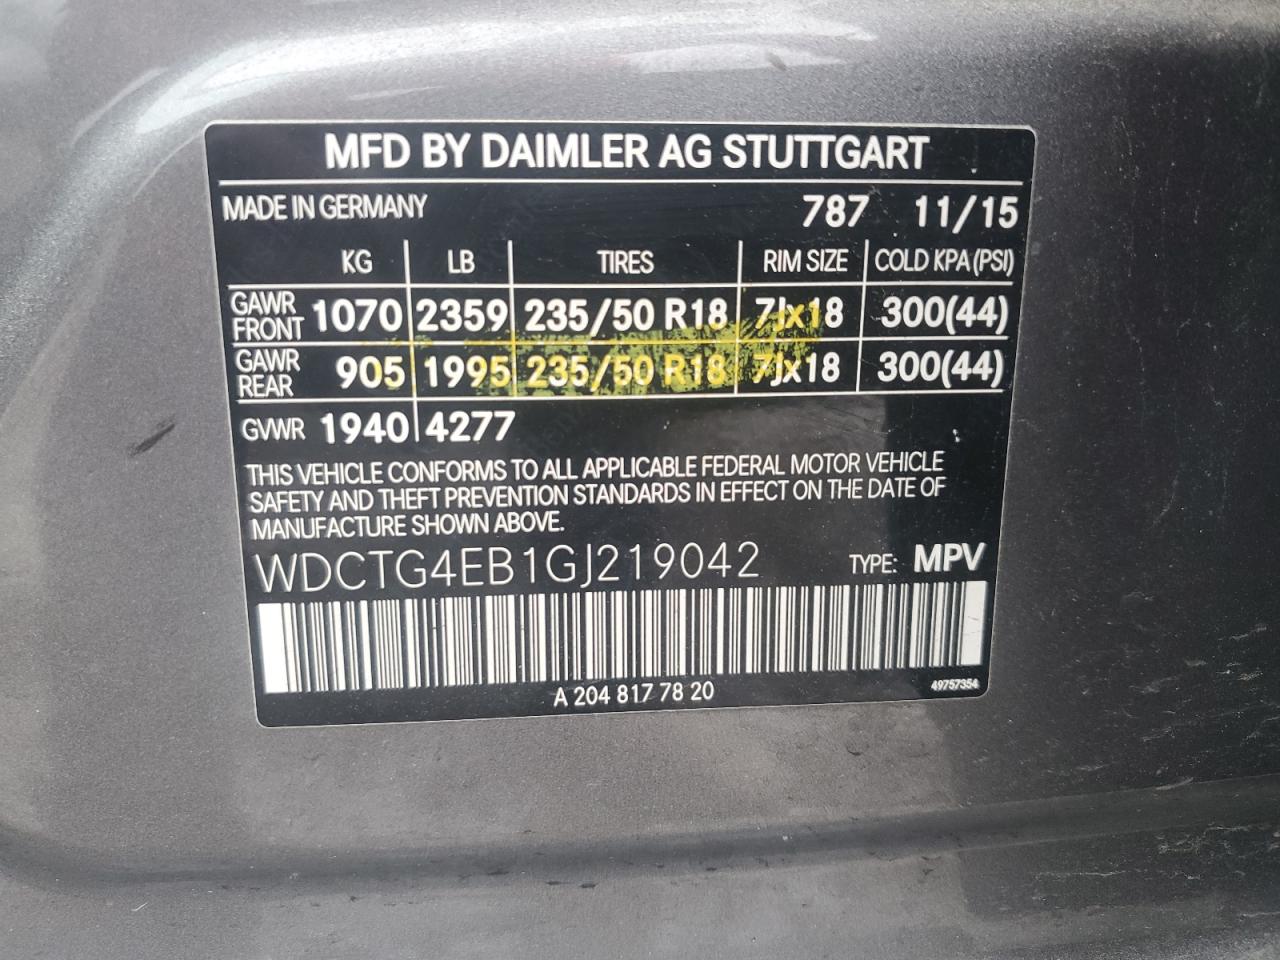 MFD BY DAIMLER AG STUTTGART
MADE IN GERMANY 787 11/15
KG LB TIRES RIM SIZE COLD KPA (PSI)
GAWR FRONT 1070 2359 235/50 R18 7Jx18 300(44)
GAWR REAR 905 1995 235/50 R18 7Jx18 300(44)
GVWR 1940 4277
THIS VEHICLE CONFORMS TO ALL APPLICABLE FEDERAL MOTOR VEHICLE
SAFETY AND THEFT PREVENTION STANDARDS IN EFFECT ON THE DATE OF
MANUFACTURE SHOWN ABOVE.
WDCTG4EB1GJ219042 TYPE: MPV
A 204 817 78 20 49757354